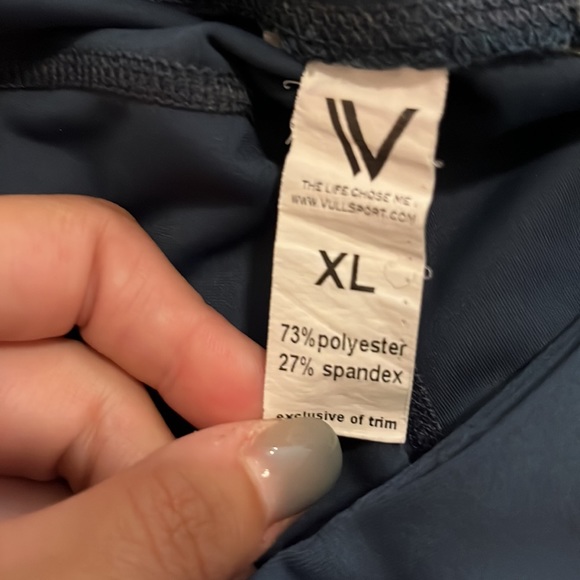 THE LIFE CHOSE ME
WWW.VULLSPORT.COM
XL
73% polyester
27% spandex
exclusive of trim